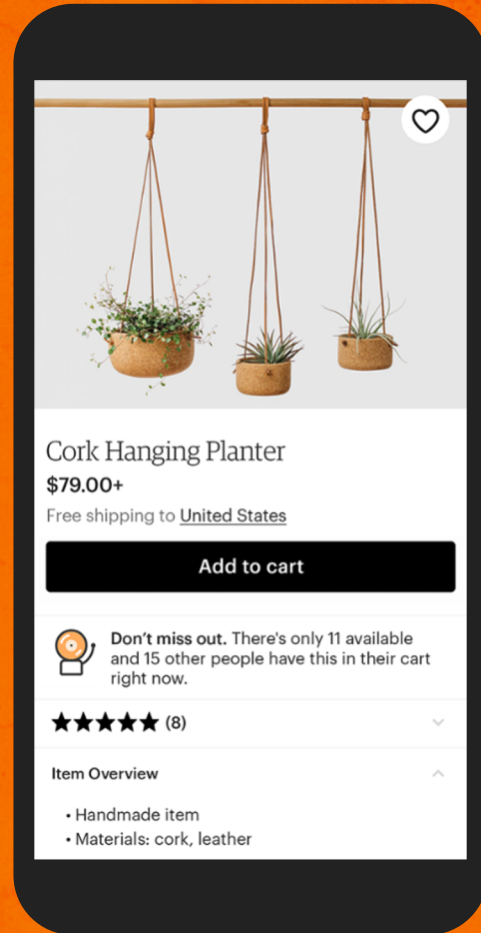 Cork Hanging Planter
$79.00+
Free shipping to United States
Add to cart
Don't miss out. There's only 11 available
and 15 other people have this in their cart
right now.
(8)
Item Overview
• Handmade item
• Materials: cork, leather